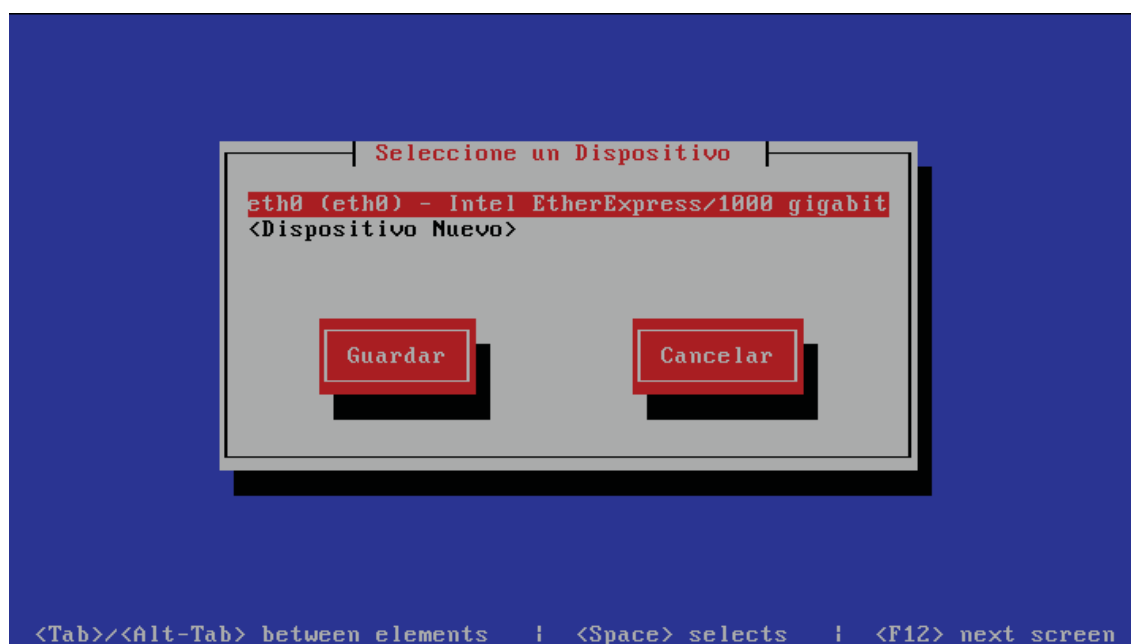 Seleccione un Dispositivo
eth0 (eth0) - Intel EtherExpress/1000 gigabit
<Dispositivo Nuevo>
Guardar Cancelar
<Tab>/<Alt-Tab> between elements | <Space> selects | <F12> next screen